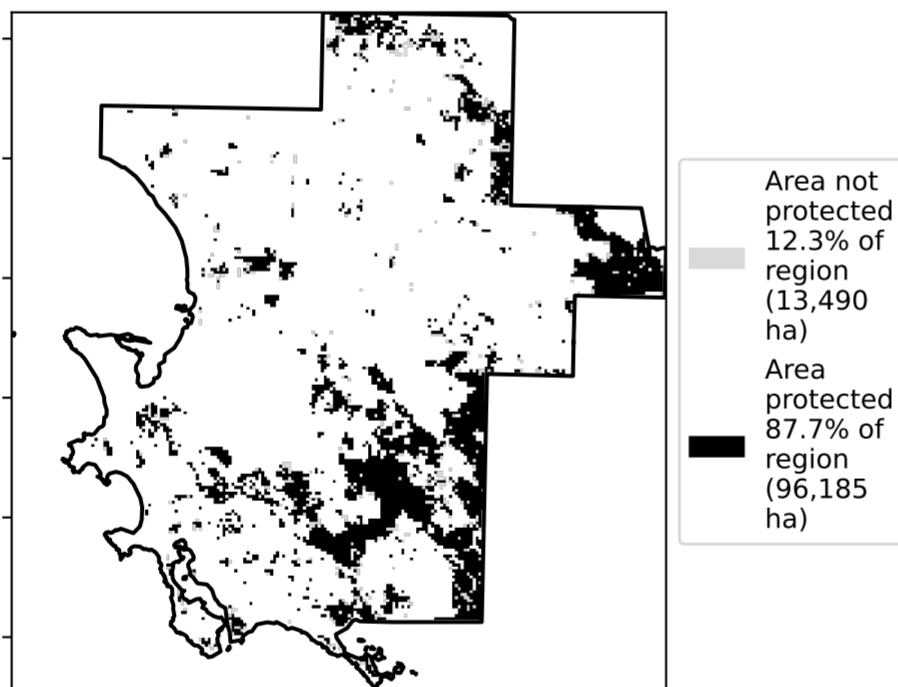 Area not
protected
12.3% of
region
(13,490
ha)
Area
protected
87.7% of
region
(96,185
ha)